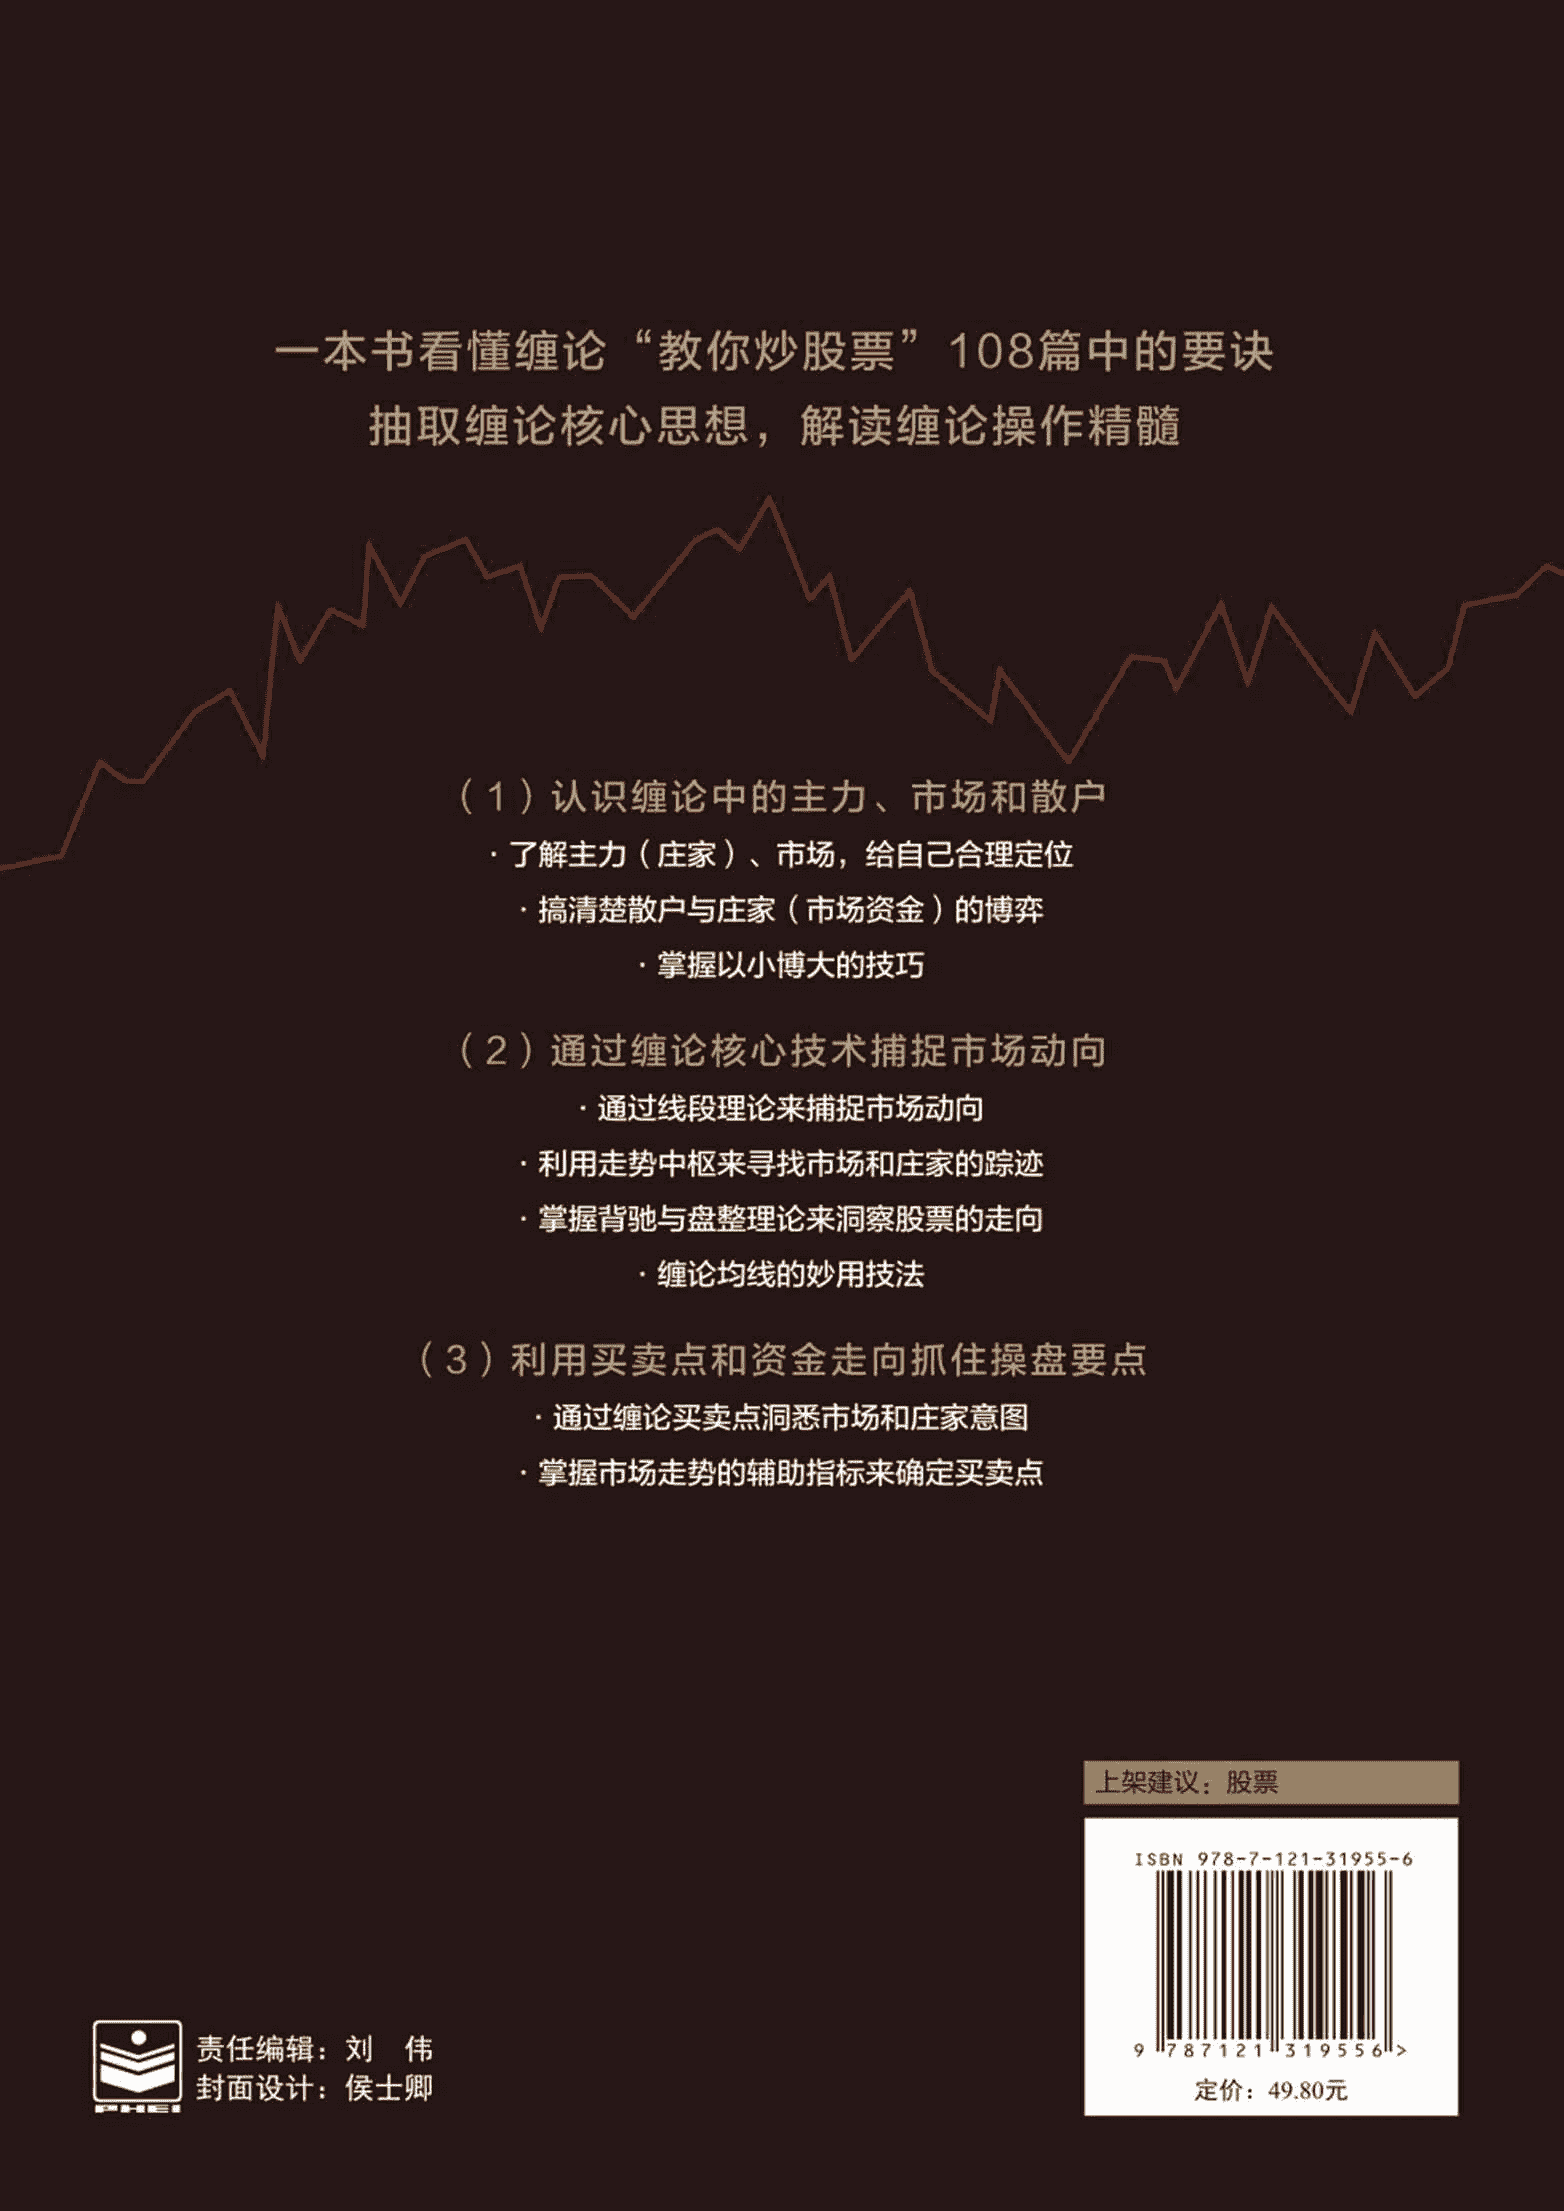 一本书看懂缠论“教你炒股票”108篇中的要诀
抽取缠论核心思想，解读缠论操作精髓
（1）认识缠论中的主力、市场和散户
·了解主力（庄家）、市场，给自己合理定位
·搞清楚散户与庄家（市场资金）的博弈
·掌握以小博大的技巧
（2）通过缠论核心技术捕捉市场动向
·通过线段理论来捕捉市场动向
·利用走势中枢来寻找市场和庄家的踪迹
·掌握背驰与盘整理论来洞察股票的走向
·缠论均线的妙用技法
（3）利用买卖点和资金走向抓住操盘要点
·通过缠论买卖点洞悉市场和庄家意图
·掌握市场走势的辅助指标来确定买卖点
上架建议：股票
ISBN 978-7-121-31955-6
9 787121 319556 >
定价：49.80元
责任编辑：刘　伟
封面设计：侯士卿
PHEI